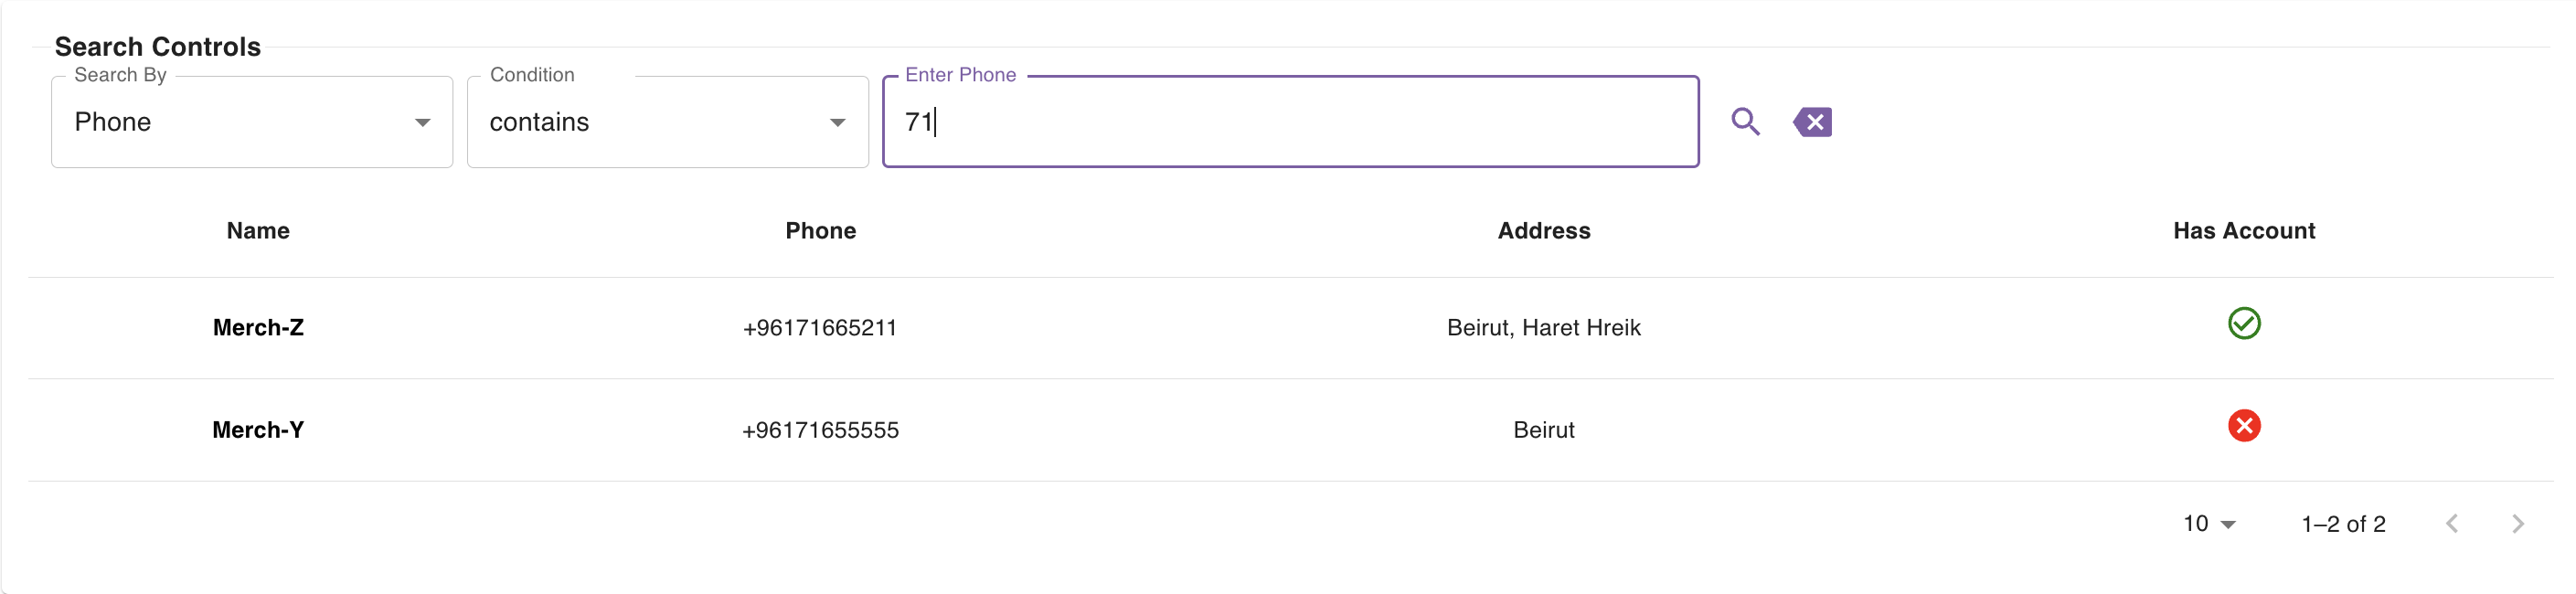 Search Controls
Search By Condition Enter Phone
Phone contains 71
Name Phone Address Has Account
Merch-Z +96171665211 Beirut, Haret Hreik
Merch-Y +96171655555 Beirut
10 1–2 of 2